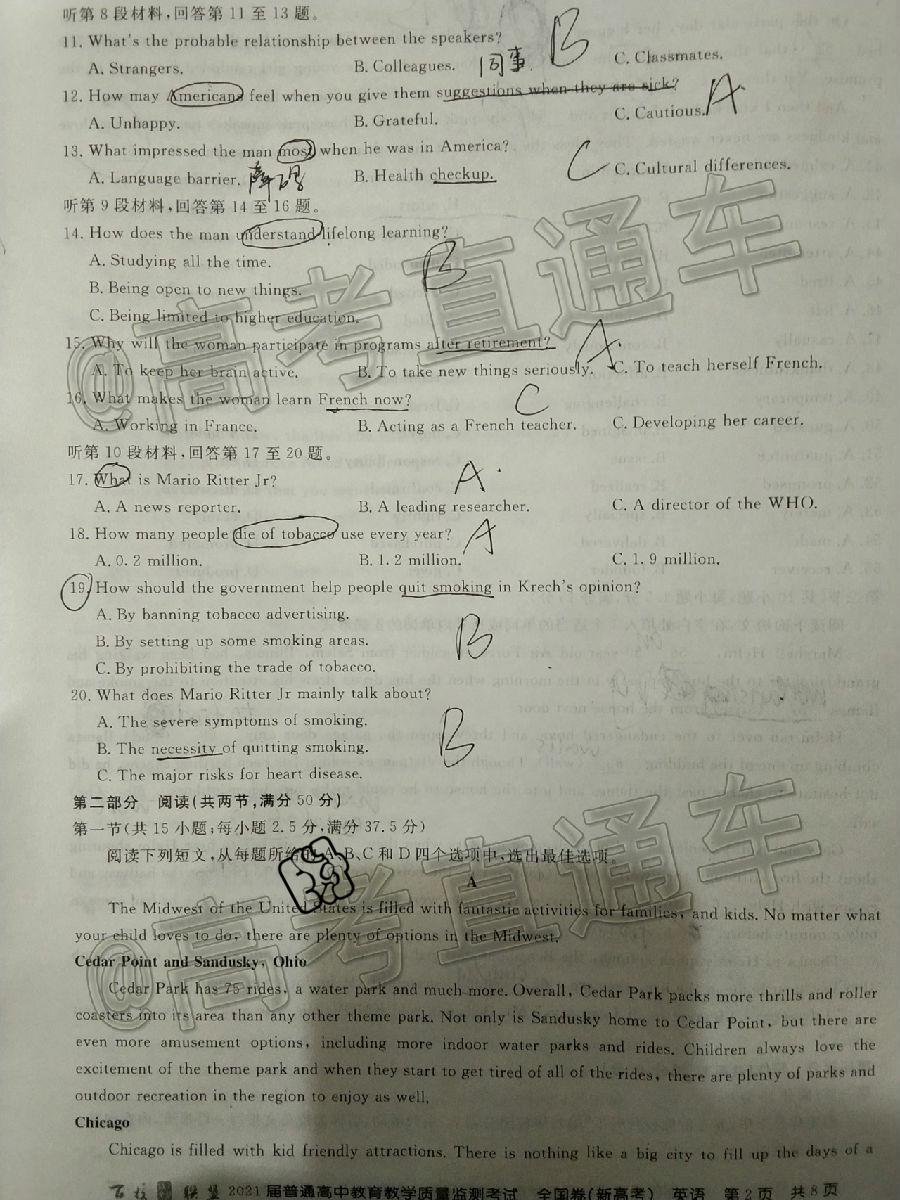 听第8段材料,回答第11至13题。
11. What's the probable relationship between the speakers? B
A. Strangers. B. Colleagues. 同事 C. Classmates.
12. How may Americans feel when you give them suggestions when they are sick? A
A. Unhappy. B. Grateful. C. Cautious.
13. What impressed the man most when he was in America? C
A. Language barrier. 障碍 B. Health checkup. C. Cultural differences.
听第9段材料,回答第14至16题。
14. How does the man understand lifelong learning?
A. Studying all the time. B
B. Being open to new things.
C. Being limited to higher education.
15. Why will the woman participate in programs after retirement? A
A. To keep her brain active. B. To take new things seriously. C. To teach herself French.
16. What makes the woman learn French now? C
A. Working in France. B. Acting as a French teacher. C. Developing her career.
听第10段材料,回答第17至20题。
17. What is Mario Ritter Jr? A
A. A news reporter. B. A leading researcher. C. A director of the WHO.
18. How many people die of tobacco use every year? A
A. 0.2 million. B. 1.2 million. C. 1.9 million.
19. How should the government help people quit smoking in Krech's opinion?
A. By banning tobacco advertising.
B. By setting up some smoking areas. B
C. By prohibiting the trade of tobacco.
20. What does Mario Ritter Jr mainly talk about?
A. The severe symptoms of smoking.
B. The necessity of quitting smoking. B
C. The major risks for heart disease.
第二部分 阅读(共两节,满分50分)
第一节(共15小题;每小题2.5分,满分37.5分)
阅读下列短文,从每题所给的A、B、C和D四个选项中,选出最佳选项。
A
The Midwest of the United States is filled with fantastic activities for families, and kids. No matter what
your child loves to do, there are plenty of options in the Midwest.
Cedar Point and Sandusky, Ohio
Cedar Park has 75 rides, a water park and much more. Overall, Cedar Park packs more thrills and roller
coasters into its area than any other theme park. Not only is Sandusky home to Cedar Point, but there are
even more amusement options, including more indoor water parks and rides. Children always love the
excitement of the theme park and when they start to get tired of all of the rides, there are plenty of parks and
outdoor recreation in the region to enjoy as well.
Chicago
Chicago is filled with kid friendly attractions. There is nothing like a big city to fill up the days of a
百校联盟 2021届普通高中教育教学质量监测考试 全国卷(新高考) 英语 第2页 共8页
@高考直通车
@高考直通车